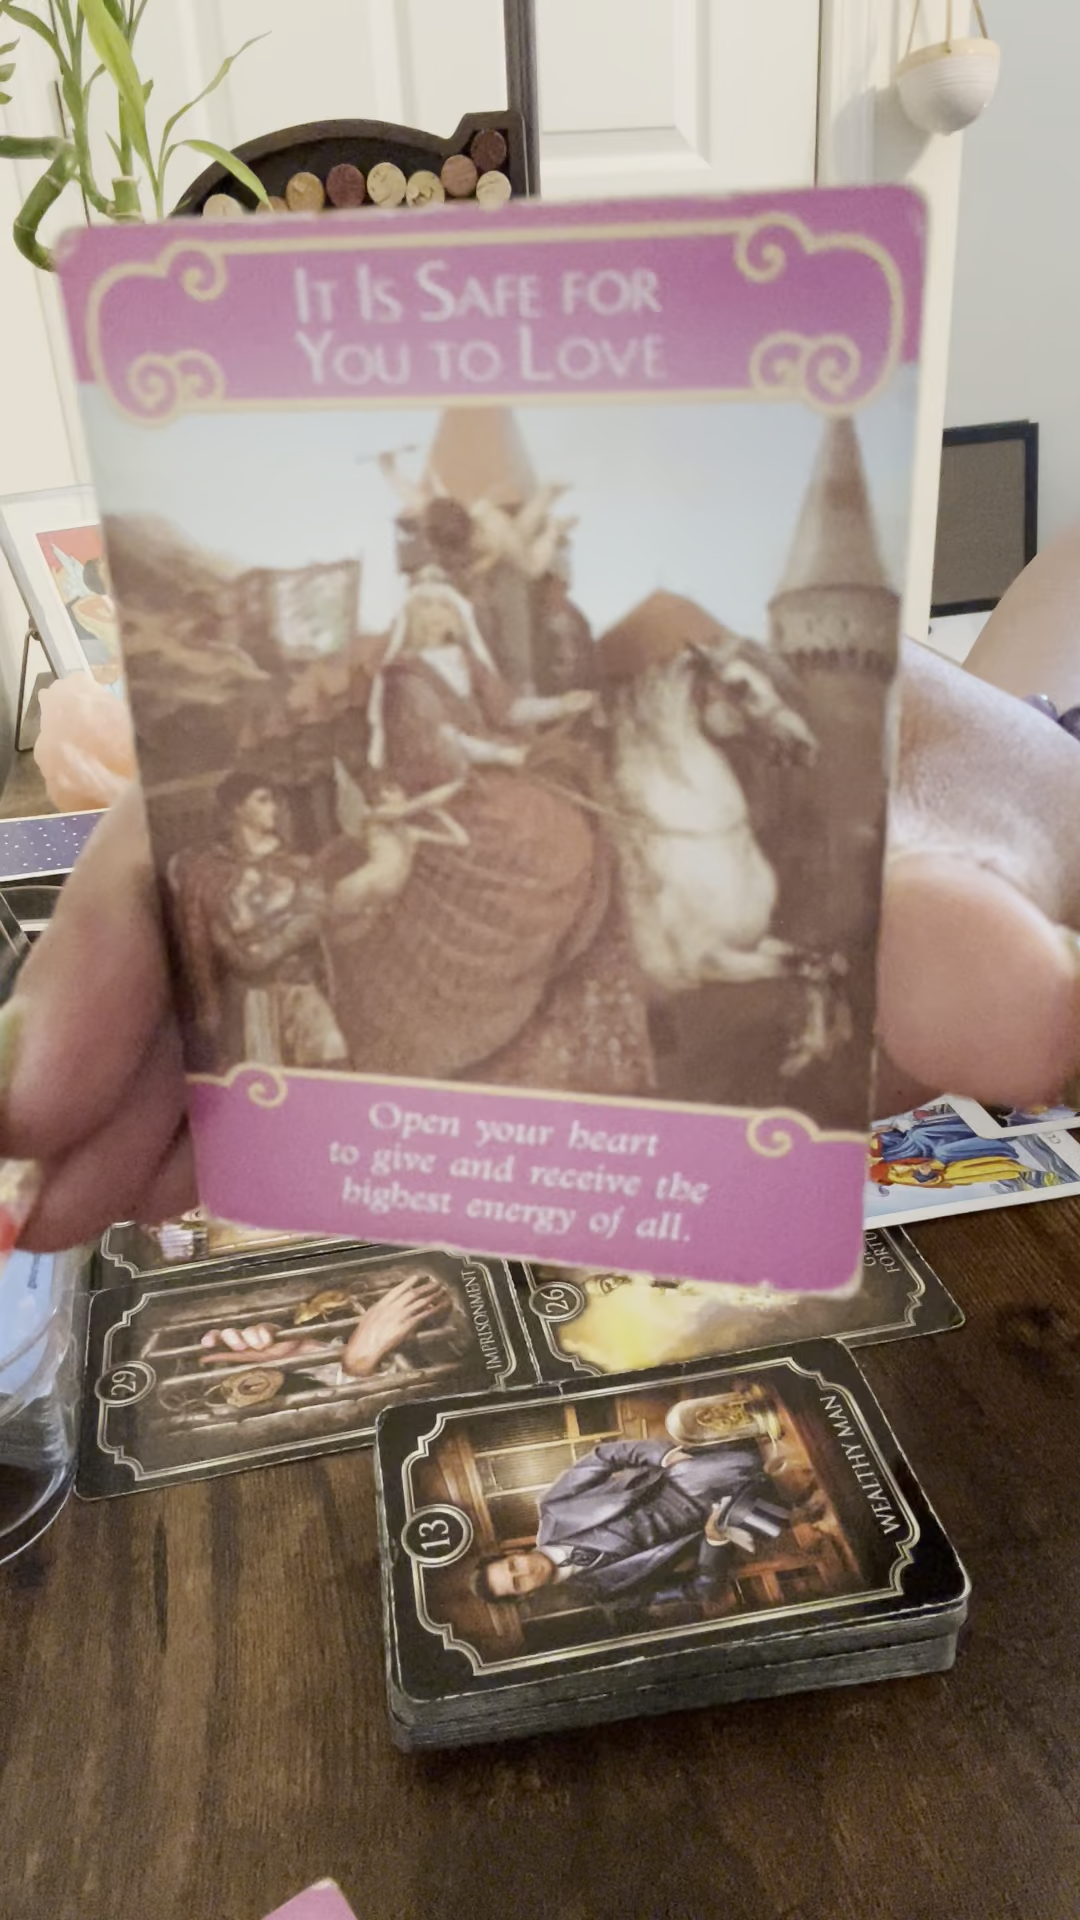 IT IS SAFE FOR
YOU TO LOVE
Open your heart
to give and receive the
highest energy of all.
29
IMPRISONMENT
26
13
WEALTHY MAN